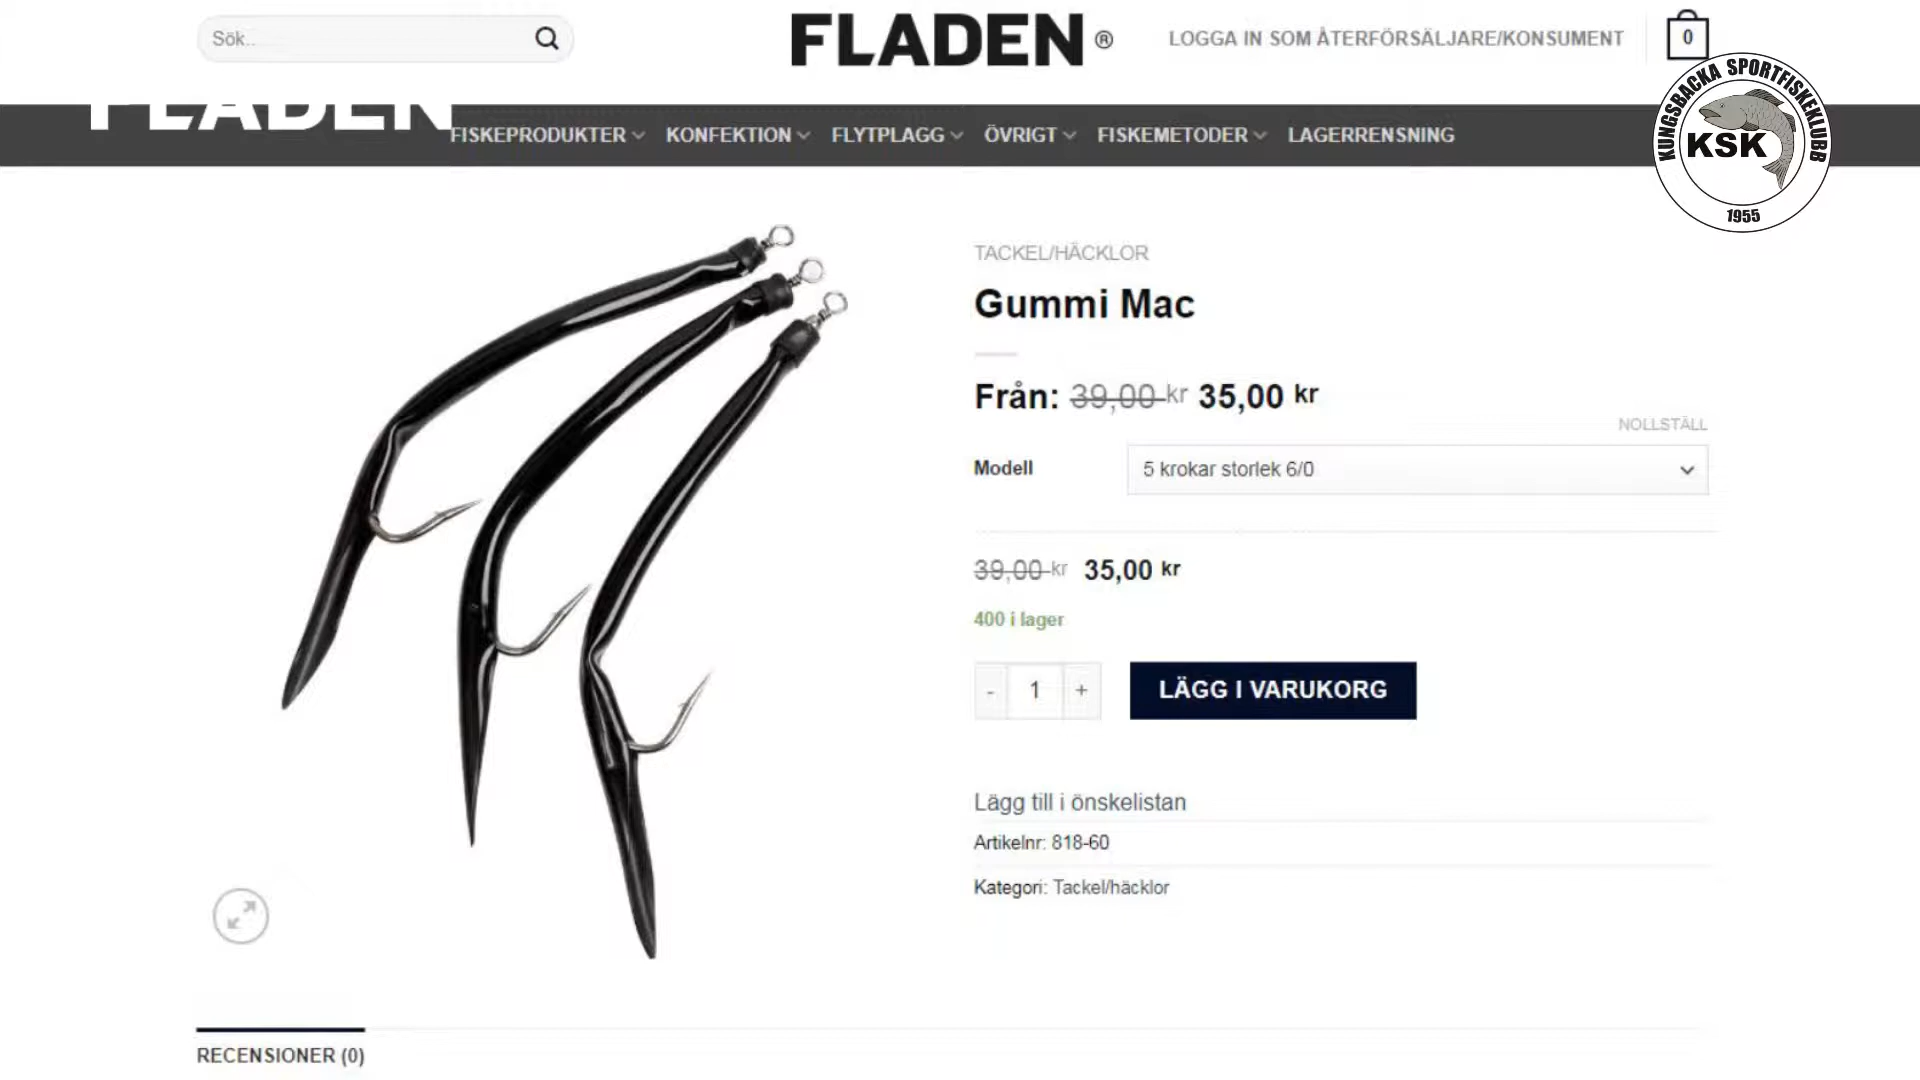 Sök..
FLADEN®
LOGGA IN SOM ÅTERFÖRSÄLJARE/KONSUMENT
0
FLADEN
FISKEPRODUKTER KONFEKTION FLYTPLAGG ÖVRIGT FISKEMETODER LAGERRENSNING
KUNGSBACKA SPORTFISKEKLUBB
KSK
1955
TACKEL/HÄCKLOR
Gummi Mac
Från: 39,00 kr 35,00 kr
NOLLSTÄLL
Modell 5 krokar storlek 6/0
39,00 kr 35,00 kr
400 i lager
- 1 +
LÄGG I VARUKORG
Lägg till i önskelistan
Artikelnr: 818-60
Kategori: Tackel/häcklor
RECENSIONER (0)